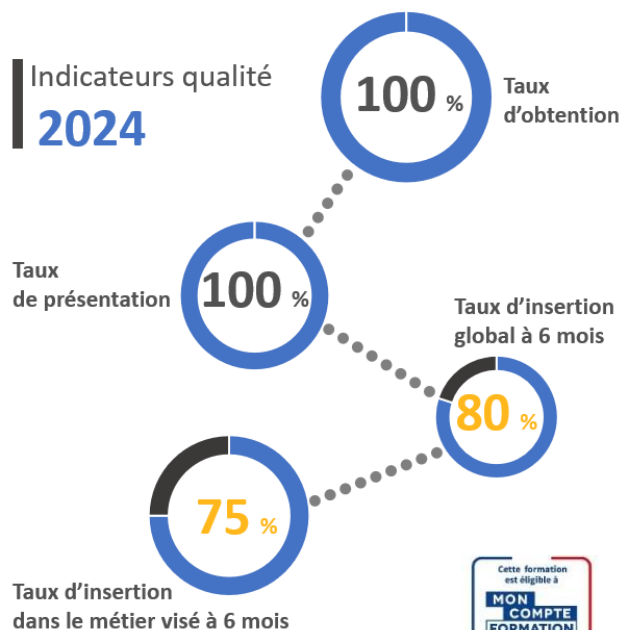 Indicateurs qualité
2024
100 %
Taux
d'obtention
Taux
de présentation
100 %
Taux d'insertion
global à 6 mois
80 %
75 %
Taux d'insertion
dans le métier visé à 6 mois
Cette formation
est éligible à
MON
COMPTE
FORMATION